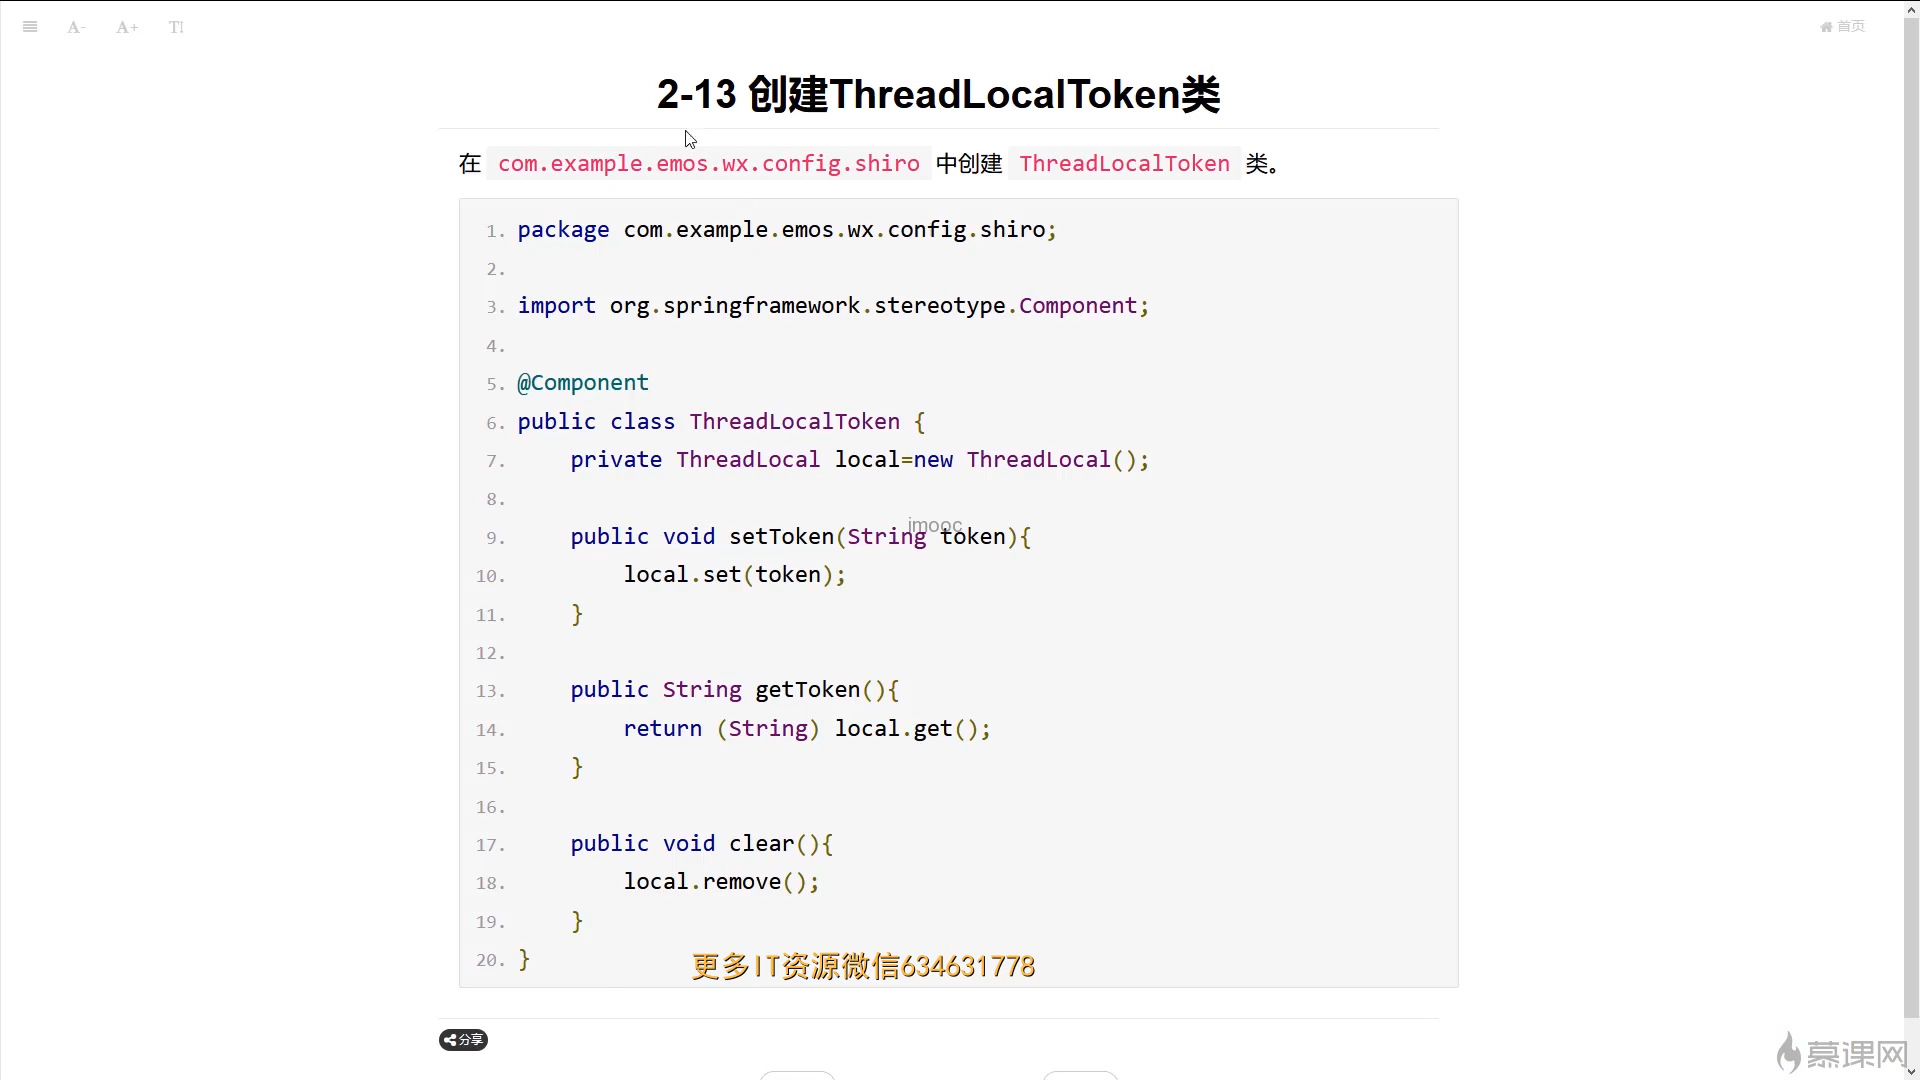 A- A+ TI 首页
2-13 创建ThreadLocalToken类
在 com.example.emos.wx.config.shiro 中创建 ThreadLocalToken 类。
1. package com.example.emos.wx.config.shiro;
2.
3. import org.springframework.stereotype.Component;
4.
5. @Component
6. public class ThreadLocalToken {
7. private ThreadLocal local=new ThreadLocal();
8.
imooc
9. public void setToken(String token){
10. local.set(token);
11. }
12.
13. public String getToken(){
14. return (String) local.get();
15. }
16.
17. public void clear(){
18. local.remove();
19. }
20. }
更多IT资源微信634631778
分享
慕课网